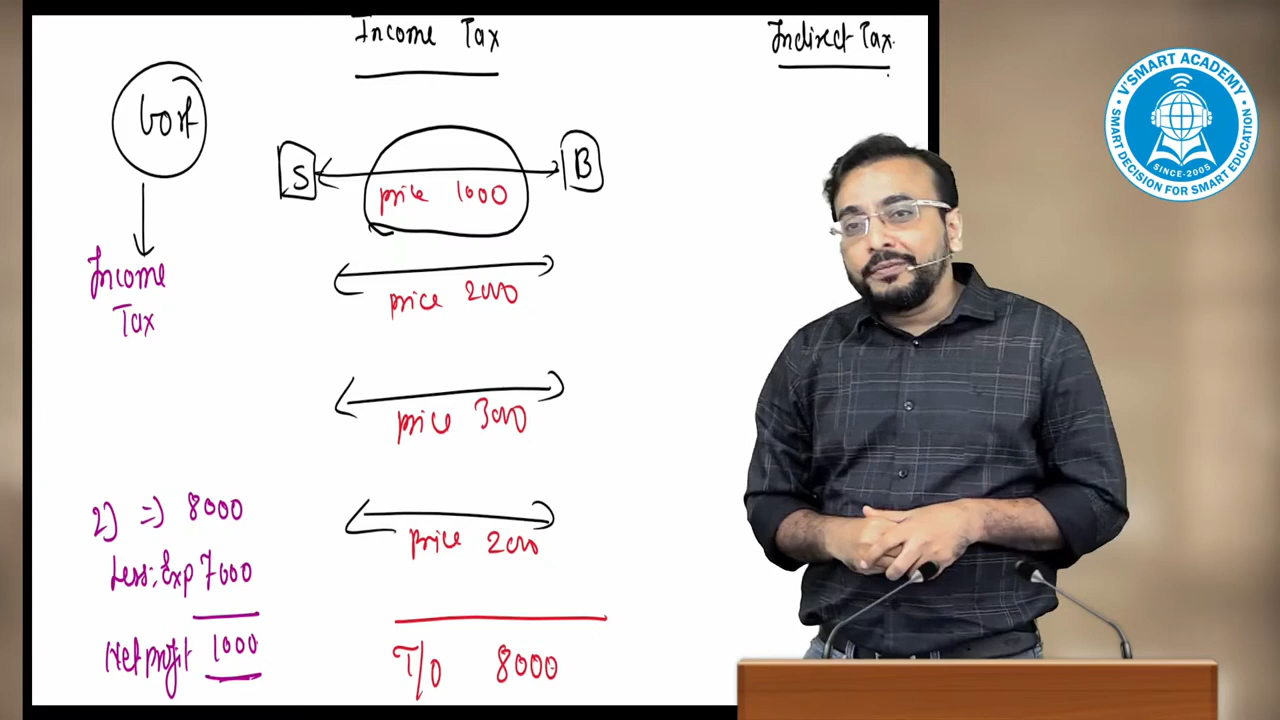 Income Tax
Indirect Tax
Govt
S
B
price 1000
Income
Tax
price 2000
price 3000
price 2000
2) => 8000
Less: Exp 7000
Net profit 1000
T/O 8000
V'SMART ACADEMY
SINCE-2005
SMART DECISION FOR SMART EDUCATION